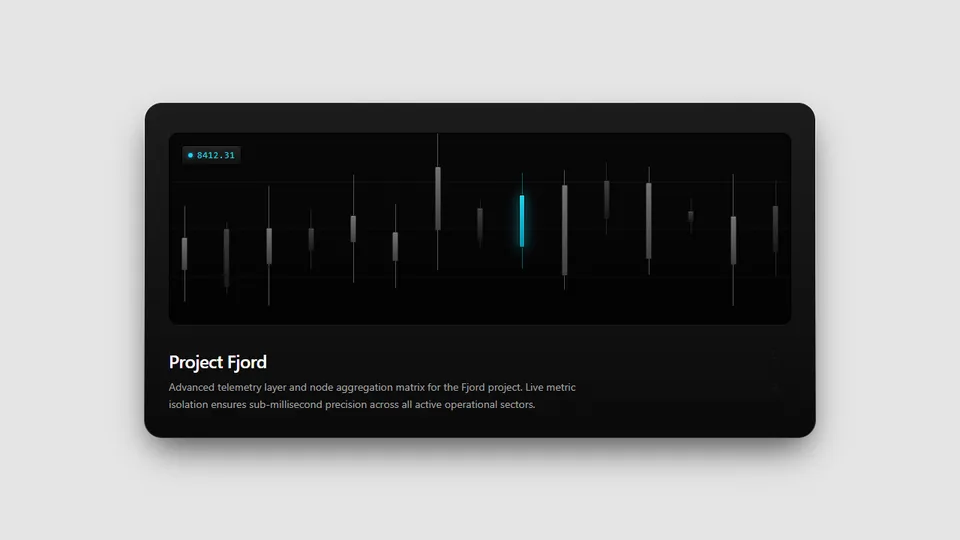 8412.31
Project Fjord
Advanced telemetry layer and node aggregation matrix for the Fjord project. Live metric
isolation ensures sub-millisecond precision across all active operational sectors.